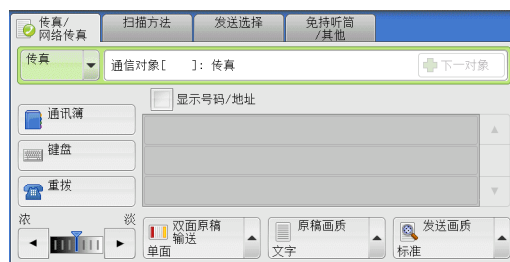 传真/
网络传真
扫描方法
发送选择
免持听筒
/其他
传真
通信对象[ ]: 传真
下一对象
显示号码/地址
通讯簿
键盘
重拨
浓
淡
双面原稿
输送
单面
原稿画质
文字
发送画质
标准